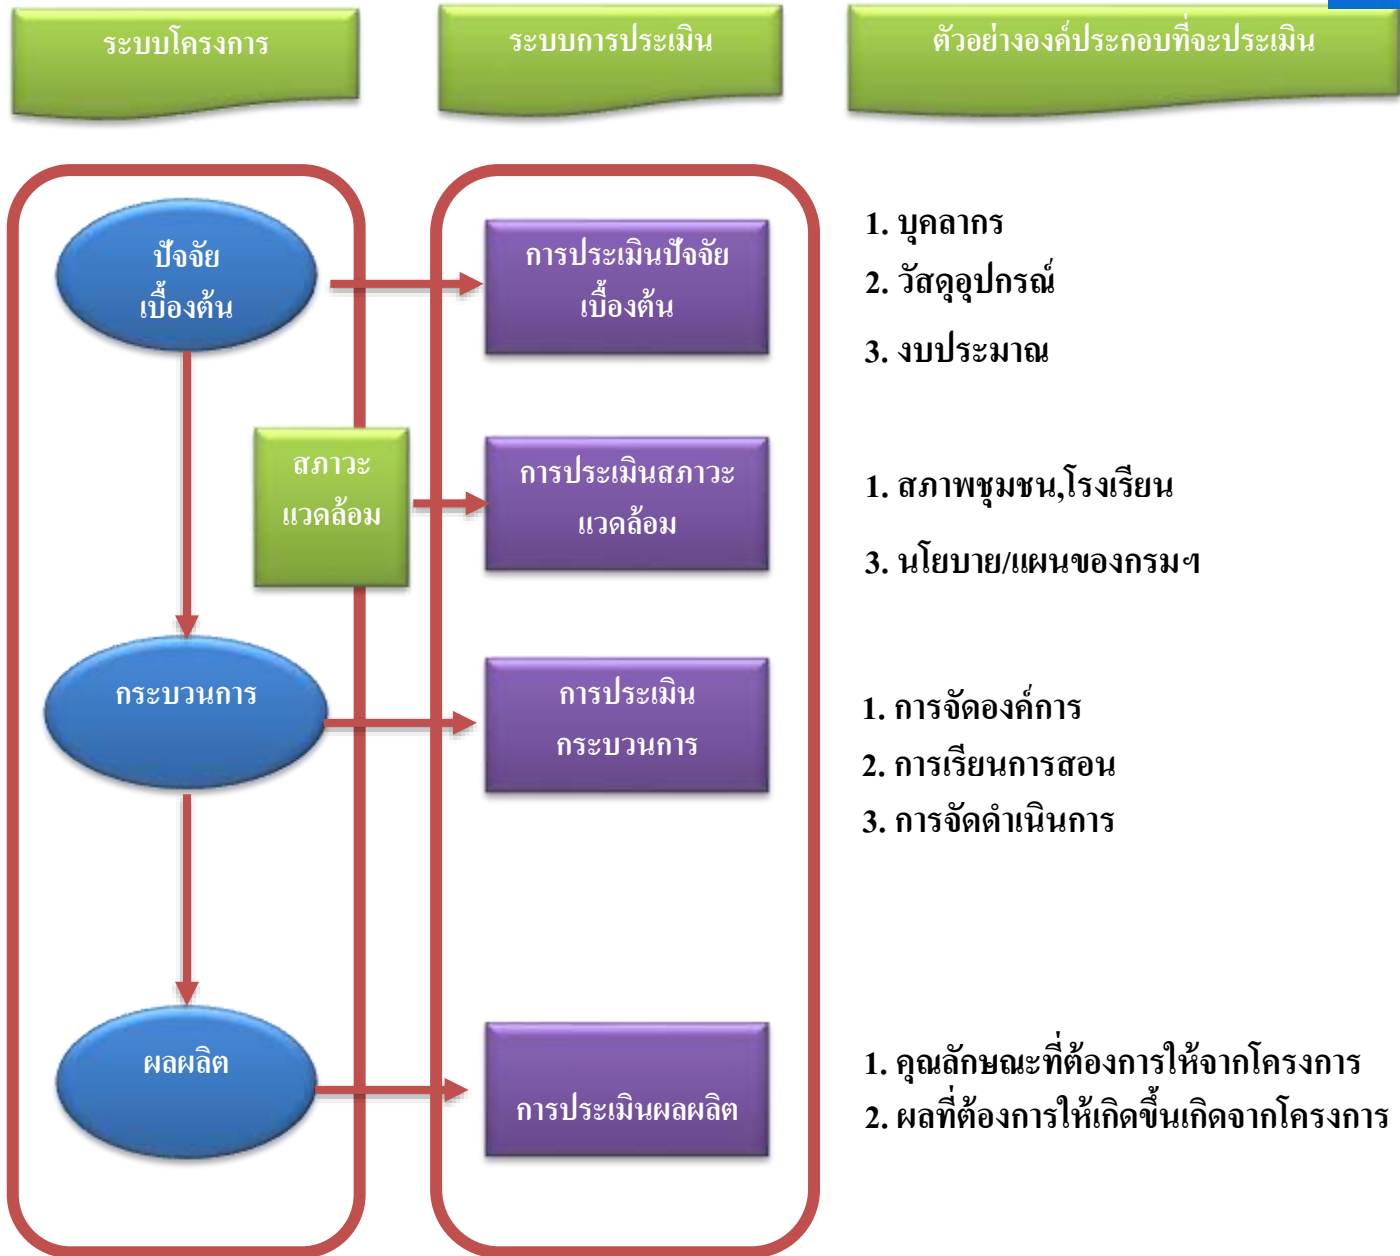 ระบบโครงการ
ระบบการประเมิน
ตัวอย่างองค์ประกอบที่จะประเมิน
ปัจจัย
เบื้องต้น
การประเมินปัจจัย
เบื้องต้น
1. บุคลากร
2. วัสดุอุปกรณ์
3. งบประมาณ
สภาวะ
แวดล้อม
การประเมินสภาวะ
แวดล้อม
1. สภาพชุมชน,โรงเรียน
3. นโยบาย/แผนของกรมฯ
กระบวนการ
การประเมิน
กระบวนการ
1. การจัดองค์การ
2. การเรียนการสอน
3. การจัดดำเนินการ
ผลผลิต
การประเมินผลผลิต
1. คุณลักษณะที่ต้องการให้จากโครงการ
2. ผลที่ต้องการให้เกิดขึ้นเกิดจากโครงการ